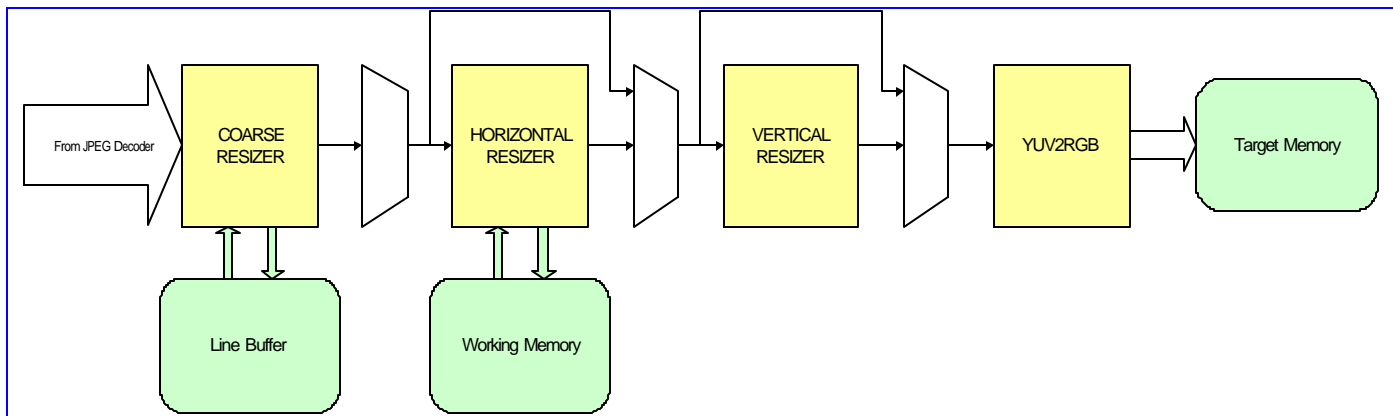 From JPEG Decoder
COARSE
RESIZER
HORIZONTAL
RESIZER
VERTICAL
RESIZER
YUV2RGB
Target Memory
Line Buffer
Working Memory